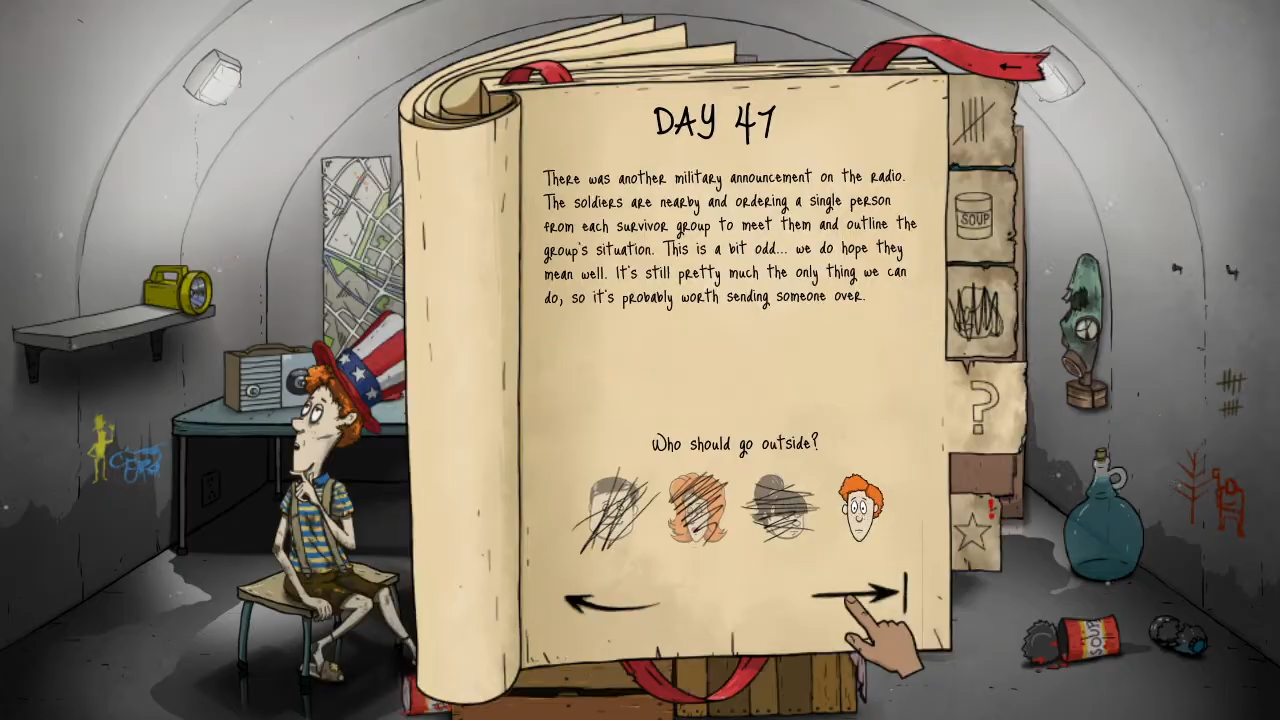 DAY 47
There was another military announcement on the radio.
The soldiers are nearby and ordering a single person
from each survivor group to meet them and outline the
group's situation. This is a bit odd... we do hope they
mean well. It's still pretty much the only thing we can
do, so it's probably worth sending someone over.
Who should go outside?
SOUP
?
!
SOUP